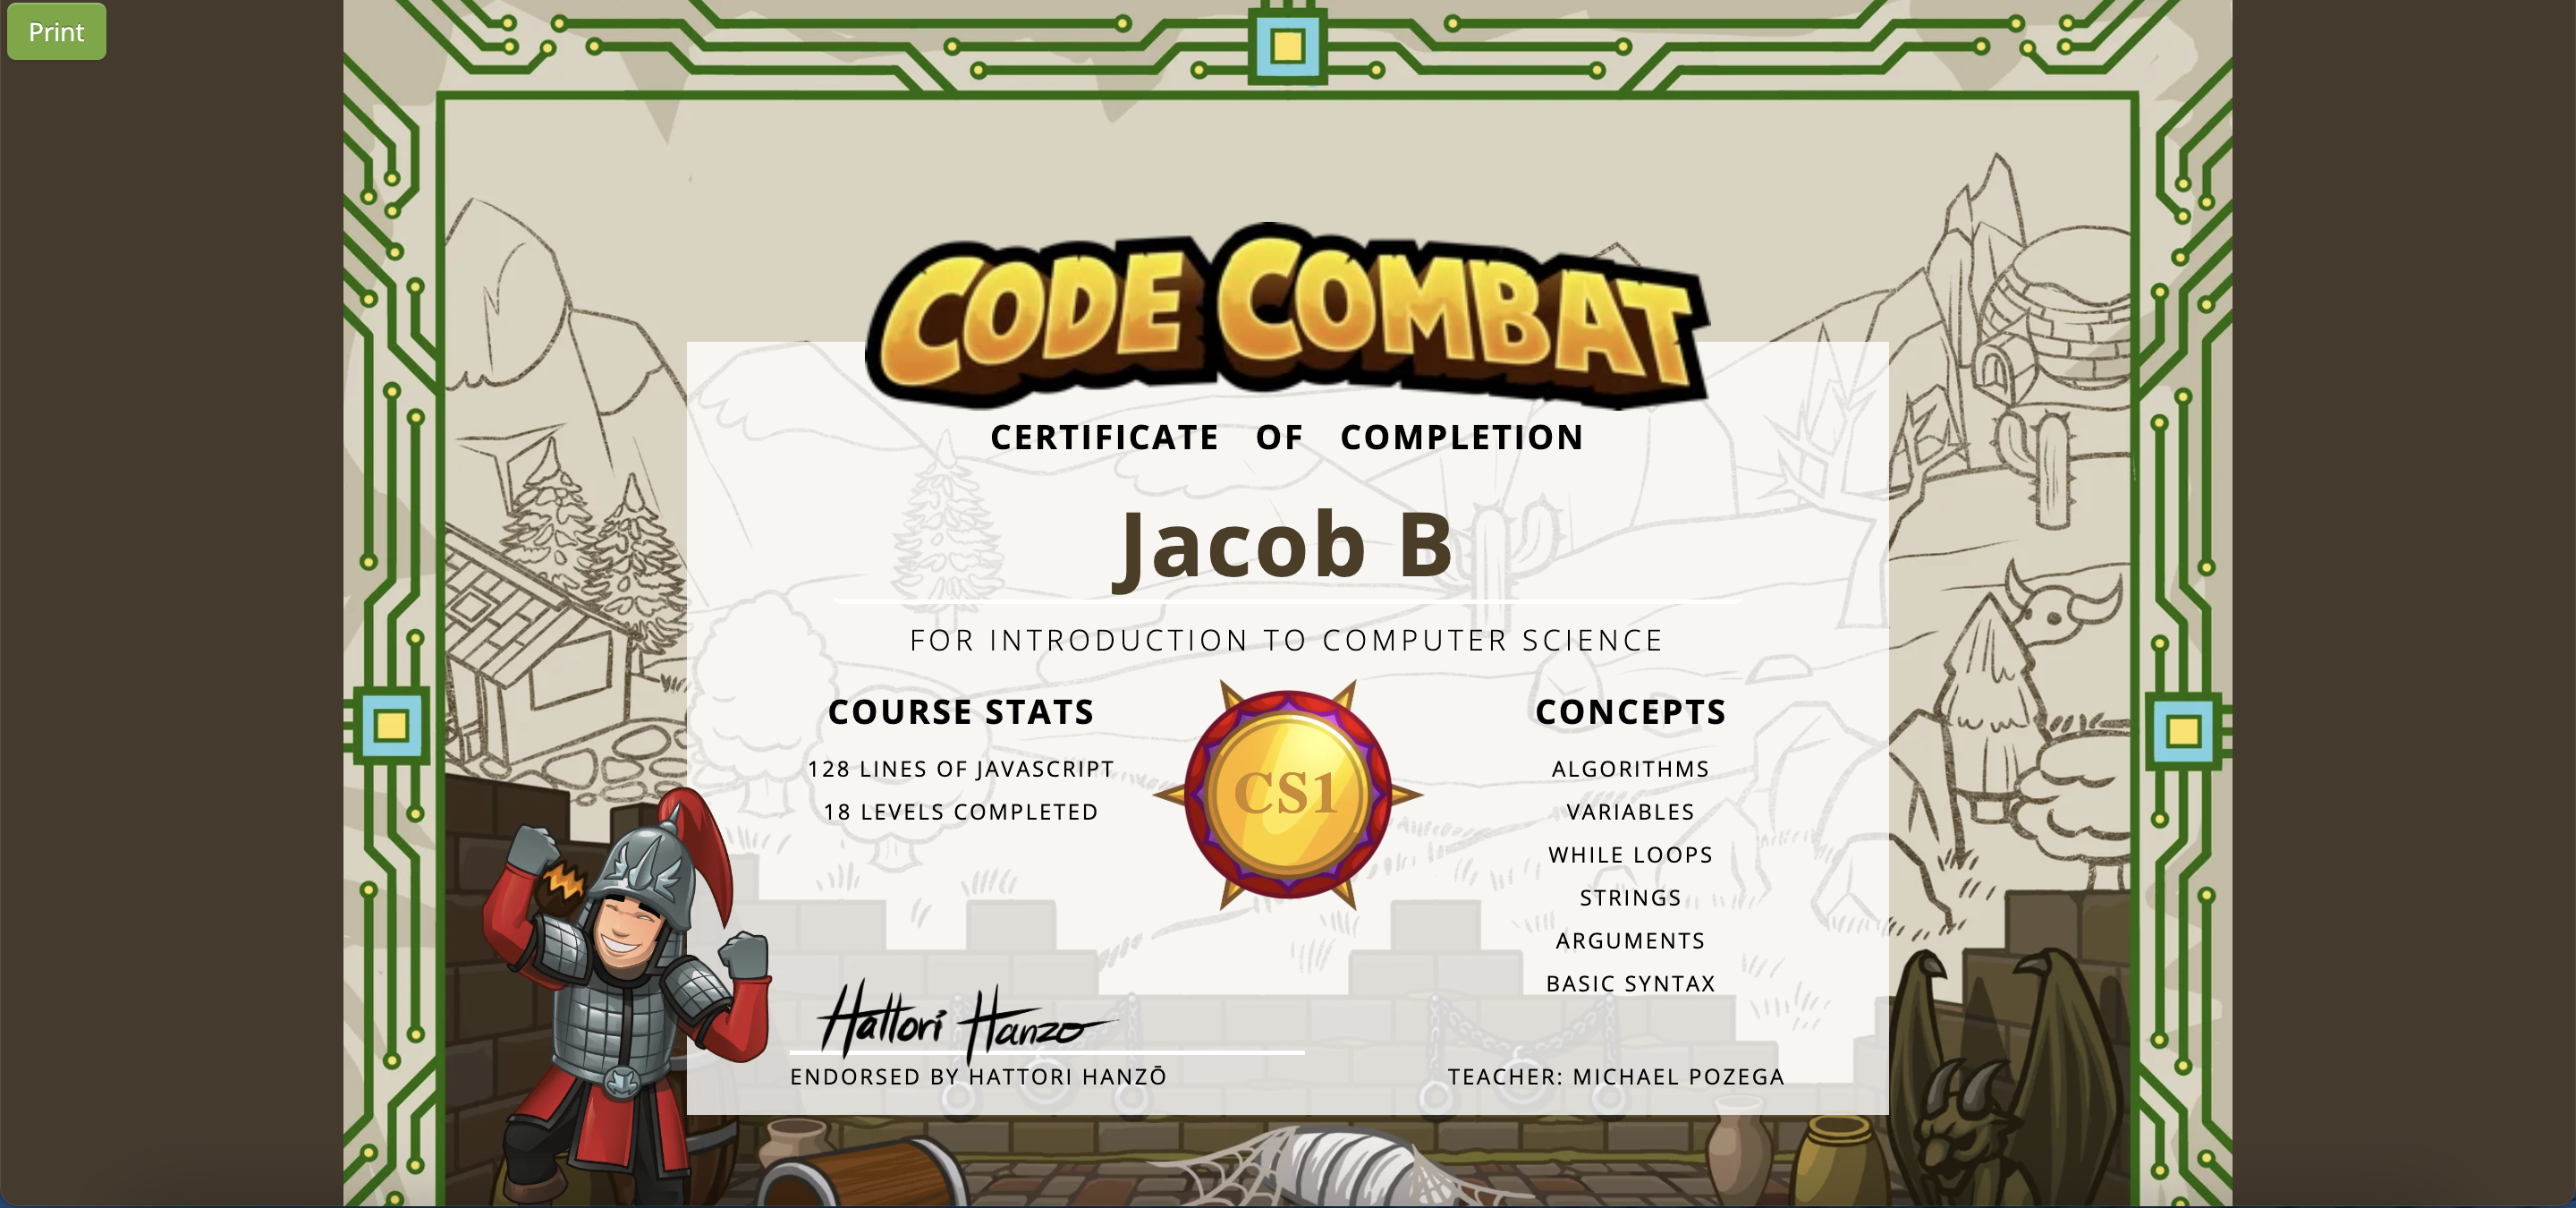 Print
CODE COMBAT
CERTIFICATE OF COMPLETION
Jacob B
FOR INTRODUCTION TO COMPUTER SCIENCE
COURSE STATS
128 LINES OF JAVASCRIPT
18 LEVELS COMPLETED
CS1
CONCEPTS
ALGORITHMS
VARIABLES
WHILE LOOPS
STRINGS
ARGUMENTS
BASIC SYNTAX
Hattori Hanzo
ENDORSED BY HATTORI HANZŌ
TEACHER: MICHAEL POZEGA